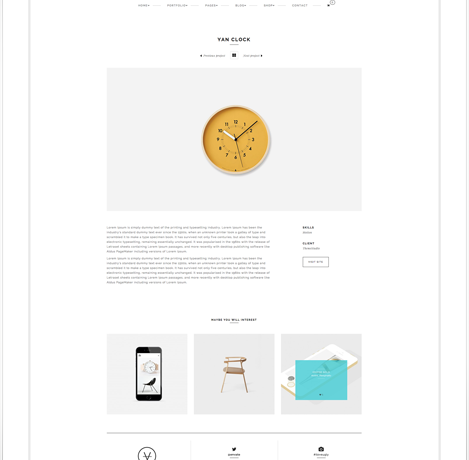 HOME+
PORTFOLIO+
PAGES+
BLOG+
SHOP+
CONTACT
YAN CLOCK
Previous project
Next project
12
1
2
3
4
5
6
7
8
9
10
11
Lorem Ipsum is simply dummy text of the printing and typesetting industry. Lorem Ipsum has been the
industry's standard dummy text ever since the 1500s, when an unknown printer took a galley of type and
scrambled it to make a type specimen book. It has survived not only five centuries, but also the leap into
electronic typesetting, remaining essentially unchanged. It was popularised in the 1960s with the release of
Letraset sheets containing Lorem Ipsum passages, and more recently with desktop publishing software like
Aldus PageMaker including versions of Lorem Ipsum.
Lorem Ipsum is simply dummy text of the printing and typesetting industry. Lorem Ipsum has been the
industry's standard dummy text ever since the 1500s, when an unknown printer took a galley of type and
scrambled it to make a type specimen book. It has survived not only five centuries, but also the leap into
electronic typesetting, remaining essentially unchanged. It was popularised in the 1960s with the release of
Letraset sheets containing Lorem Ipsum passages, and more recently with desktop publishing software like
Aldus PageMaker including versions of Lorem Ipsum.
SKILLS
CLIENT
VISIT SITE
MAYBE YOU WILL INTEREST